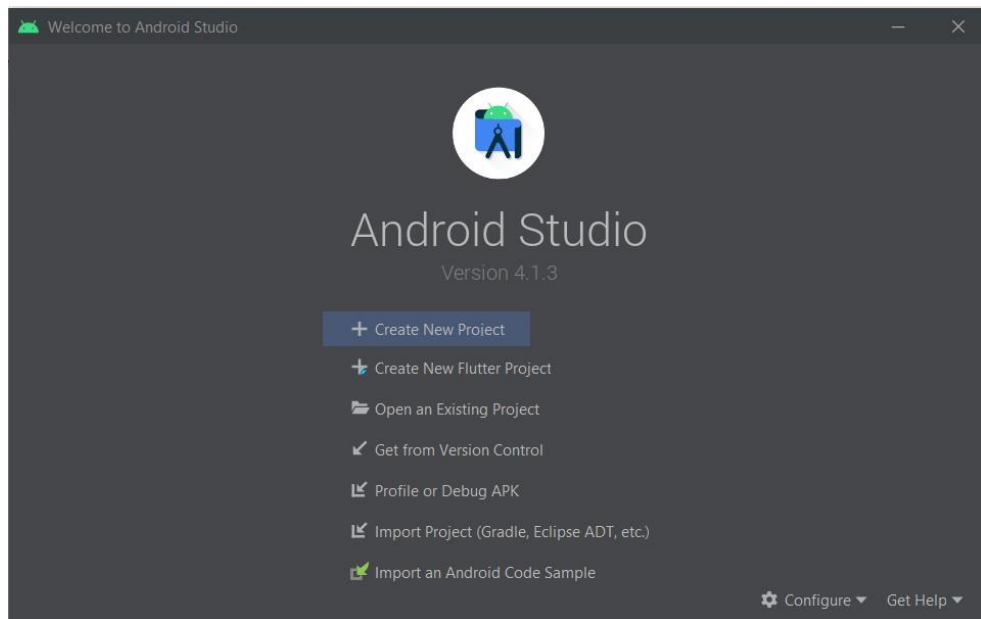 Welcome to Android Studio
Android Studio
Version 4.1.3
Create New Project
Create New Flutter Project
Open an Existing Project
Get from Version Control
Profile or Debug APK
Import Project (Gradle, Eclipse ADT, etc.)
Import an Android Code Sample
Configure Get Help